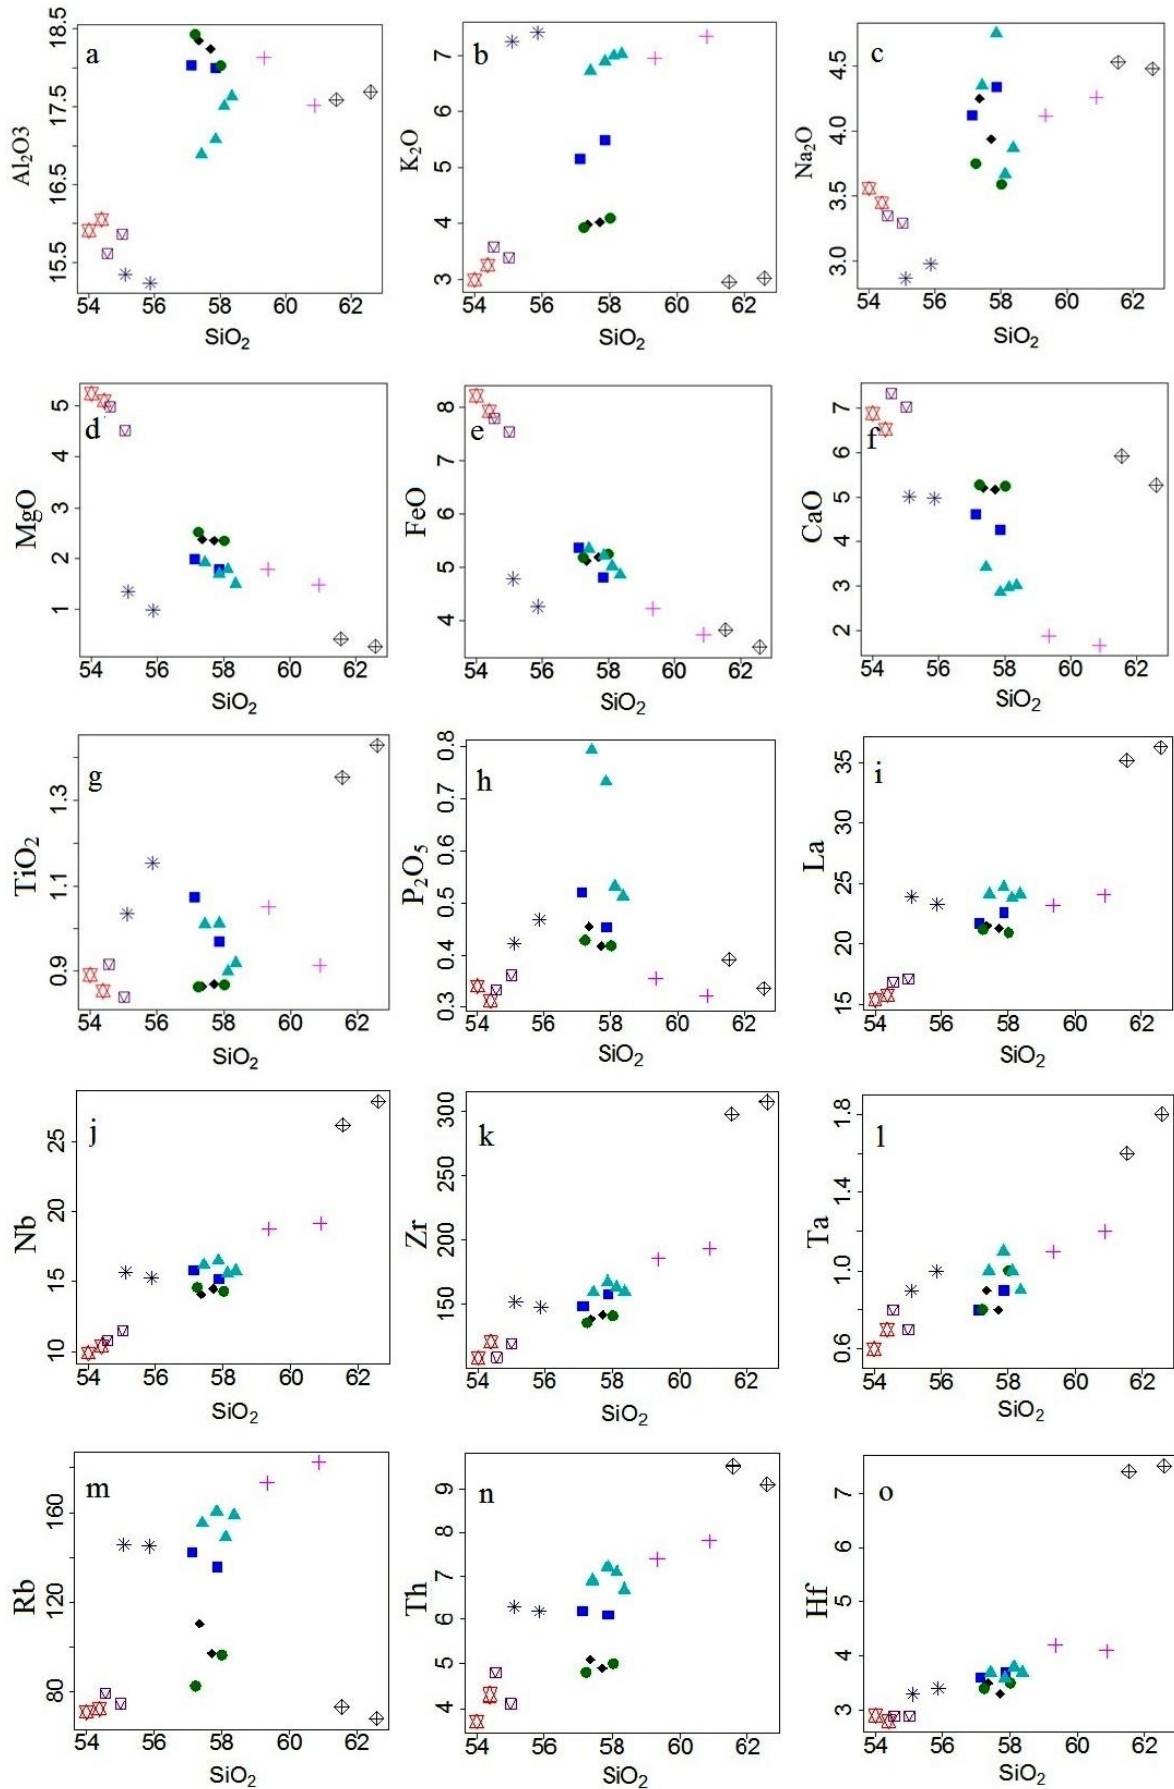 a
18.5
17.5
16.5
15.5
Al₂O3
54 56 58 60 62
SiO₂
b
7
6
5
4
3
K₂O
54 56 58 60 62
SiO₂
c
4.5
4.0
3.5
3.0
Na₂O
54 56 58 60 62
SiO₂
d
5
4
3
2
1
MgO
54 56 58 60 62
SiO₂
e
8
7
6
5
4
FeO
54 56 58 60 62
SiO₂
f
7
6
5
4
3
2
CaO
54 56 58 60 62
SiO₂
g
1.3
1.1
0.9
TiO₂
54 56 58 60 62
SiO₂
h
0.8
0.7
0.6
0.5
0.4
0.3
P₂O₅
54 56 58 60 62
SiO₂
i
35
30
25
20
15
La
54 56 58 60 62
SiO₂
j
25
20
15
10
Nb
54 56 58 60 62
SiO₂
k
300
250
200
150
Zr
54 56 58 60 62
SiO₂
l
1.8
1.4
1.0
0.6
Ta
54 56 58 60 62
SiO₂
m
160
120
80
Rb
54 56 58 60 62
SiO₂
n
9
8
7
6
5
4
Th
54 56 58 60 62
SiO₂
o
7
6
5
4
3
Hf
54 56 58 60 62
SiO₂